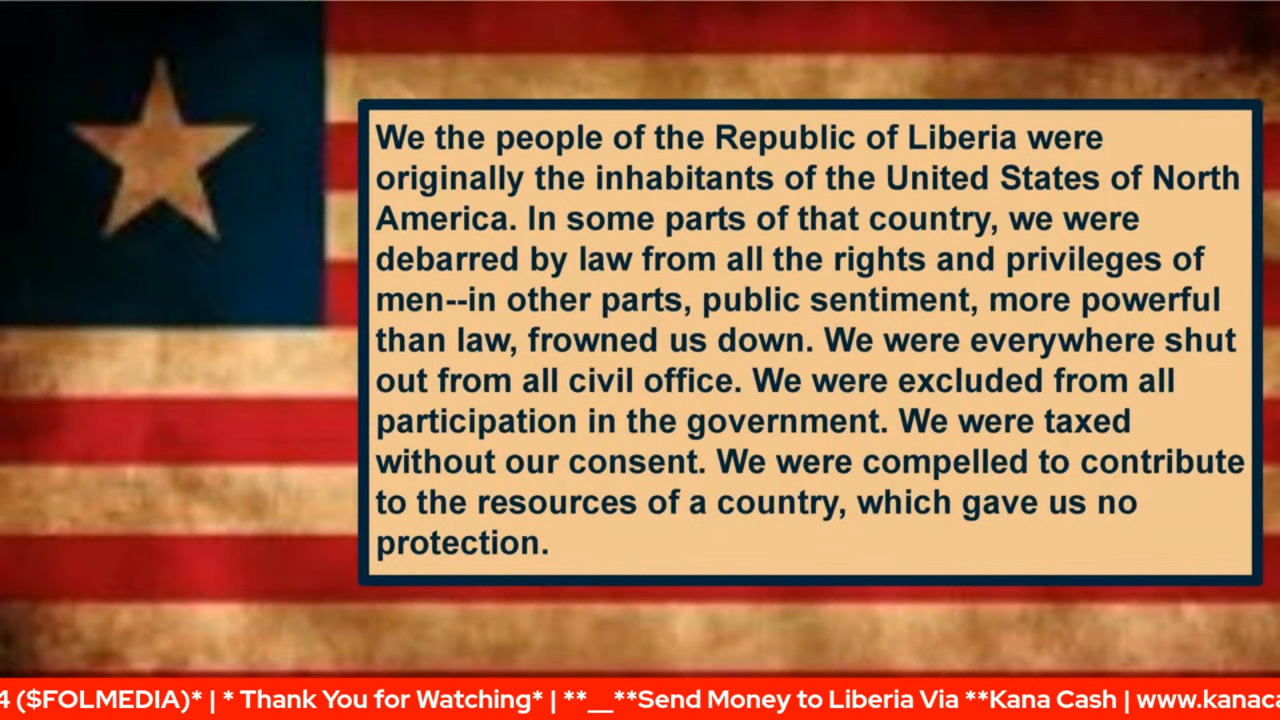 We the people of the Republic of Liberia were
originally the inhabitants of the United States of North
America. In some parts of that country, we were
debarred by law from all the rights and privileges of
men--in other parts, public sentiment, more powerful
than law, frowned us down. We were everywhere shut
out from all civil office. We were excluded from all
participation in the government. We were taxed
without our consent. We were compelled to contribute
to the resources of a country, which gave us no
protection.
4 ($FOLMEDIA)* | * Thank You for Watching* | **__**Send Money to Liberia Via **Kana Cash | www.kanaca